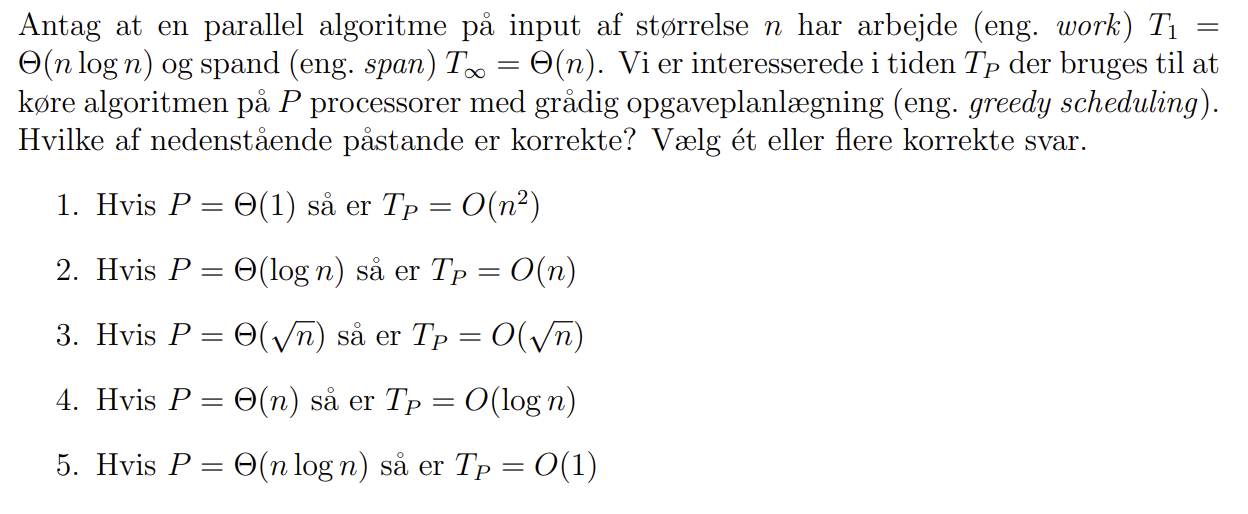 Antag at en parallel algoritme på input af størrelse n har arbejde (eng. work) T₁ =
Θ(n log n) og spand (eng. span) T∞ = Θ(n). Vi er interesserede i tiden T_P der bruges til at
køre algoritmen på P processorer med grådig opgaveplanlægning (eng. greedy scheduling).
Hvilke af nedenstående påstande er korrekte? Vælg ét eller flere korrekte svar.
1. Hvis P = Θ(1) så er T_P = O(n²)
2. Hvis P = Θ(log n) så er T_P = O(n)
3. Hvis P = Θ(√n) så er T_P = O(√n)
4. Hvis P = Θ(n) så er T_P = O(log n)
5. Hvis P = Θ(n log n) så er T_P = O(1)